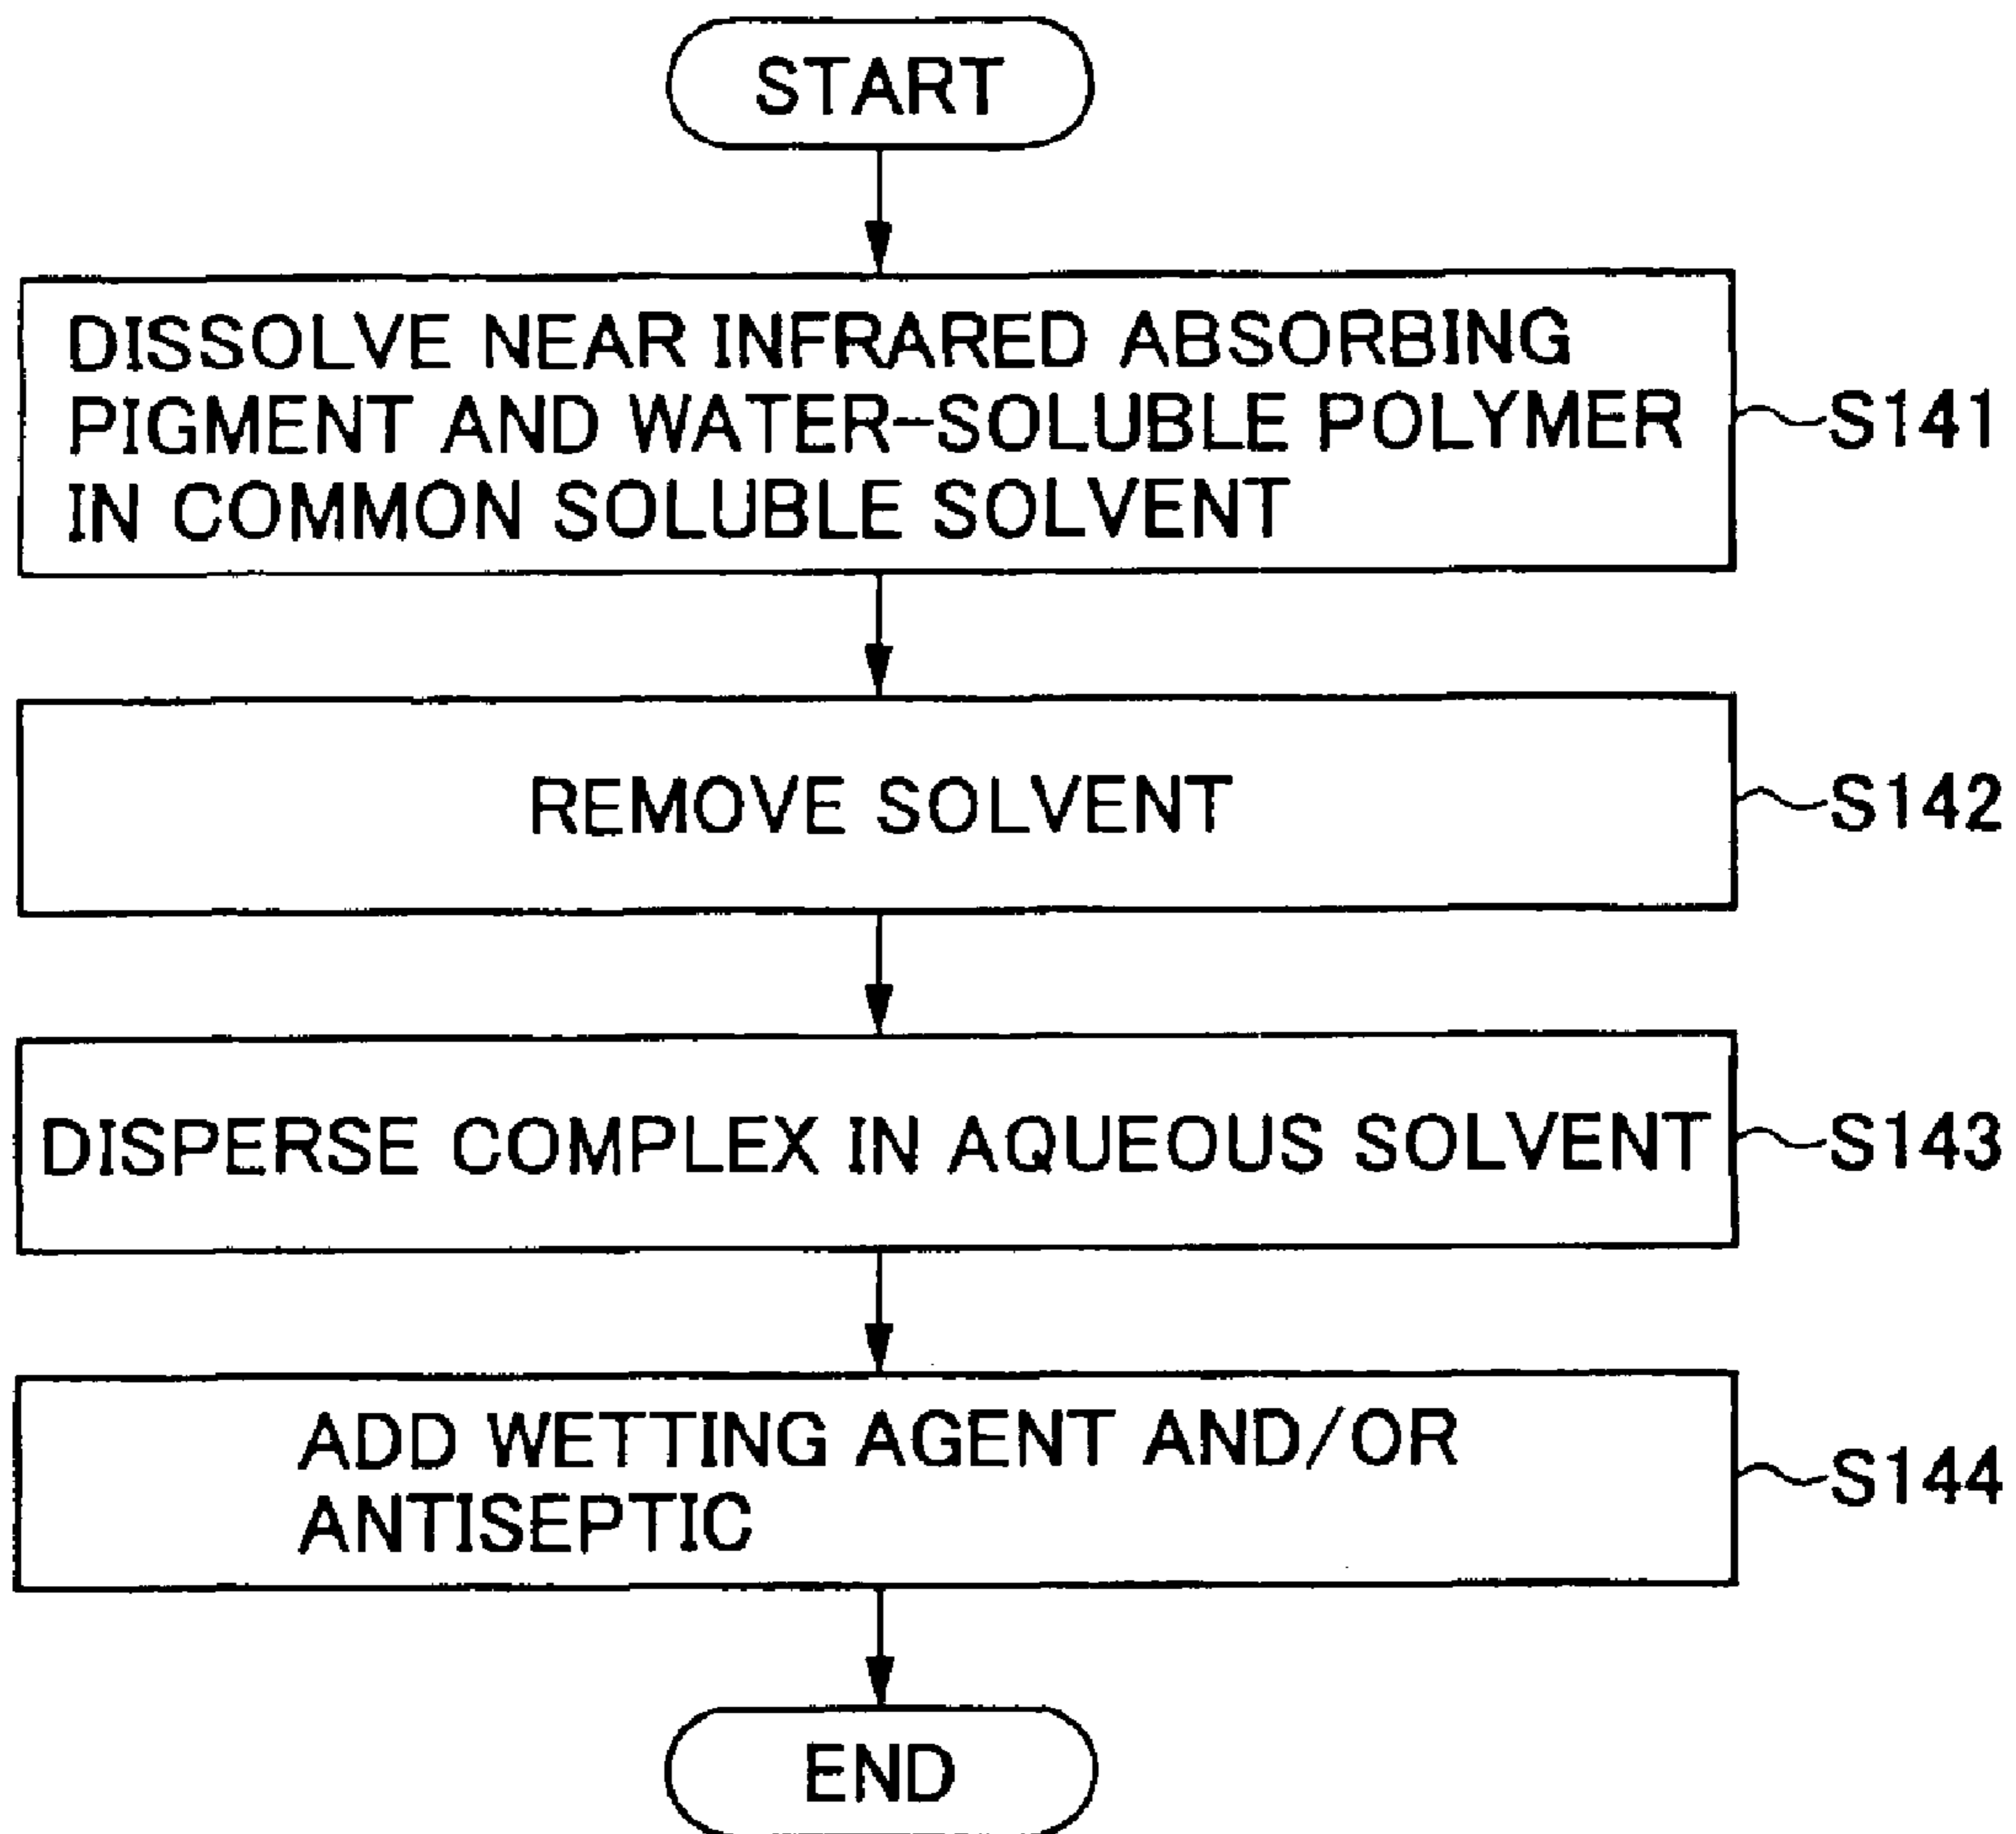 START
DISSOLVE NEAR INFRARED ABSORBING
PIGMENT AND WATER-SOLUBLE POLYMER
IN COMMON SOLUBLE SOLVENT
S141
REMOVE SOLVENT
S142
DISPERSE COMPLEX IN AQUEOUS SOLVENT
S143
ADD WETTING AGENT AND/OR
ANTISEPTIC
S144
END